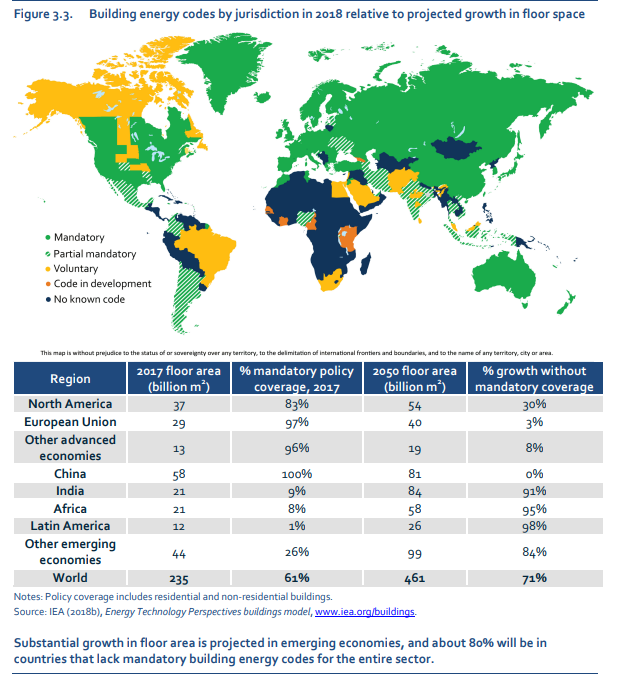 Figure 3.3. Building energy codes by jurisdiction in 2018 relative to projected growth in floor space
Mandatory
Partial mandatory
Voluntary
Code in development
No known code
This map is without prejudice to the status of or sovereignty over any territory, to the delimitation of international frontiers and boundaries, and to the name of any territory, city or area.
Region 2017 floor area (billion m²) % mandatory policy coverage, 2017 2050 floor area (billion m²) % growth without mandatory coverage
North America 37 83% 54 30%
European Union 29 97% 40 3%
Other advanced economies 13 96% 19 8%
China 58 100% 81 0%
India 21 9% 84 91%
Africa 21 8% 58 95%
Latin America 12 1% 26 98%
Other emerging economies 44 26% 99 84%
World 235 61% 461 71%
Notes: Policy coverage includes residential and non-residential buildings.
Source: IEA (2018b), Energy Technology Perspectives buildings model, www.iea.org/buildings.
Substantial growth in floor area is projected in emerging economies, and about 80% will be in
countries that lack mandatory building energy codes for the entire sector.